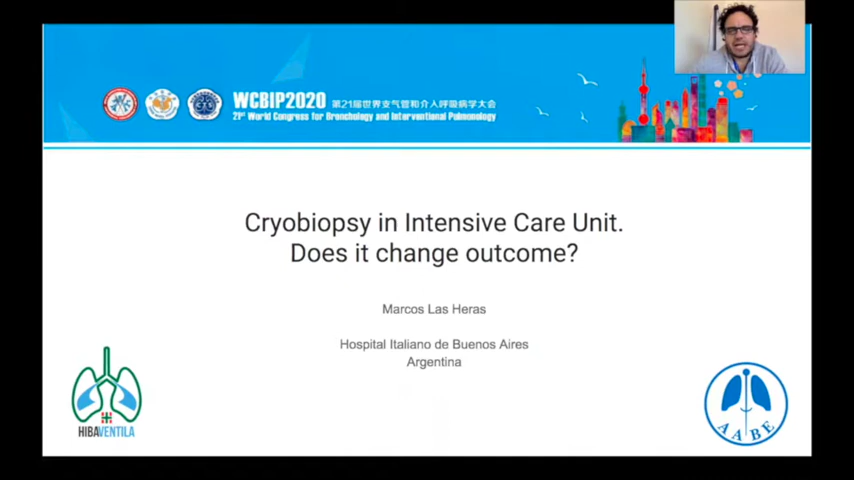 WCBIP2020 第21届世界支气管和介入呼吸病学大会
21st World Congress for Bronchology and Interventional Pulmonology
Cryobiopsy in Intensive Care Unit.
Does it change outcome?
Marcos Las Heras
Hospital Italiano de Buenos Aires
Argentina
HIBAVENTILA
AABE